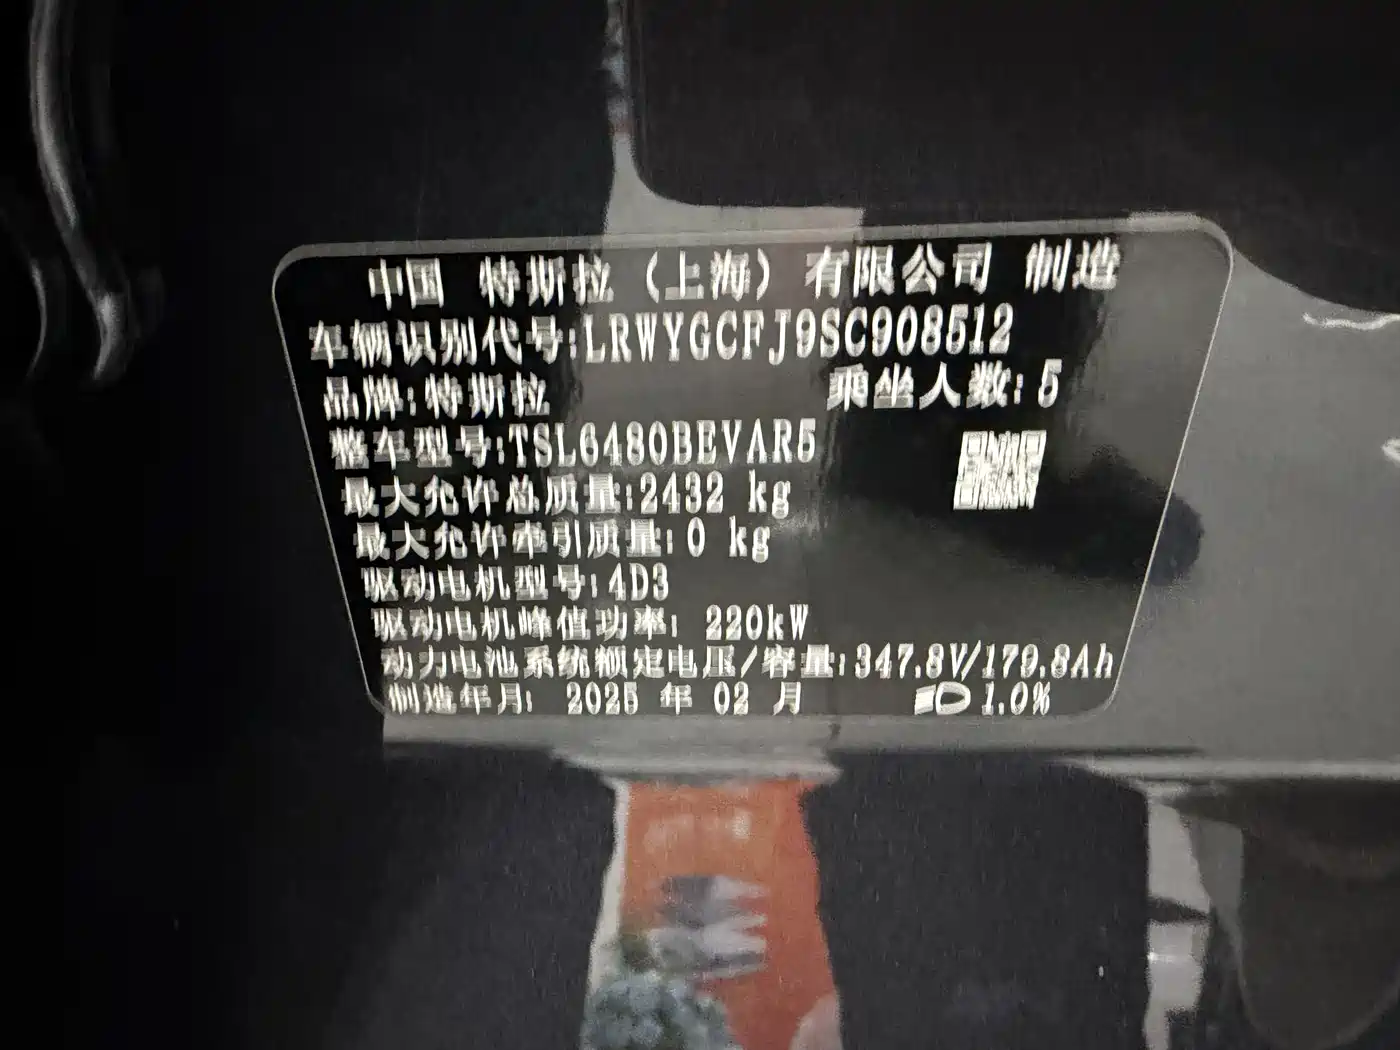 中国 特斯拉（上海）有限公司 制造
车辆识别代号:LRWYGCFJ9SC908512
品牌:特斯拉 乘坐人数:5
整车型号:TSL6480BEVAR5
最大允许总质量:2432 kg
最大允许牵引质量:0 kg
驱动电机型号:4D3
驱动电机峰值功率: 220kW
动力电池系统额定电压/容量:347.8V/179.8Ah
制造年月: 2025 年 02 月 1.0%